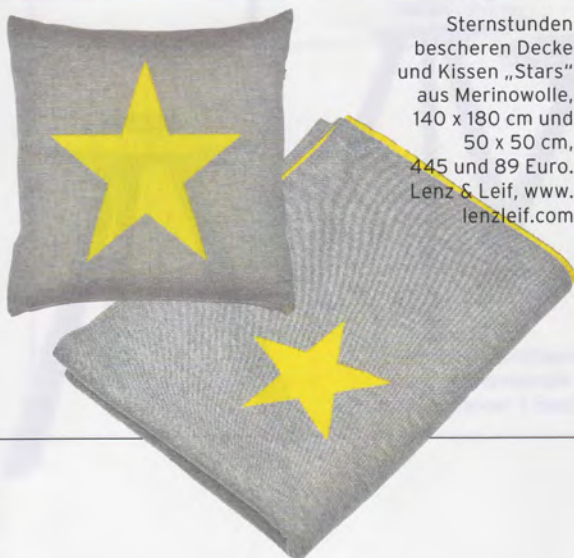 Sternstunden
bescheren Decke
und Kissen „Stars“
aus Merinowolle,
140 x 180 cm und
50 x 50 cm,
445 und 89 Euro.
Lenz & Leif, www.
lenzleif.com